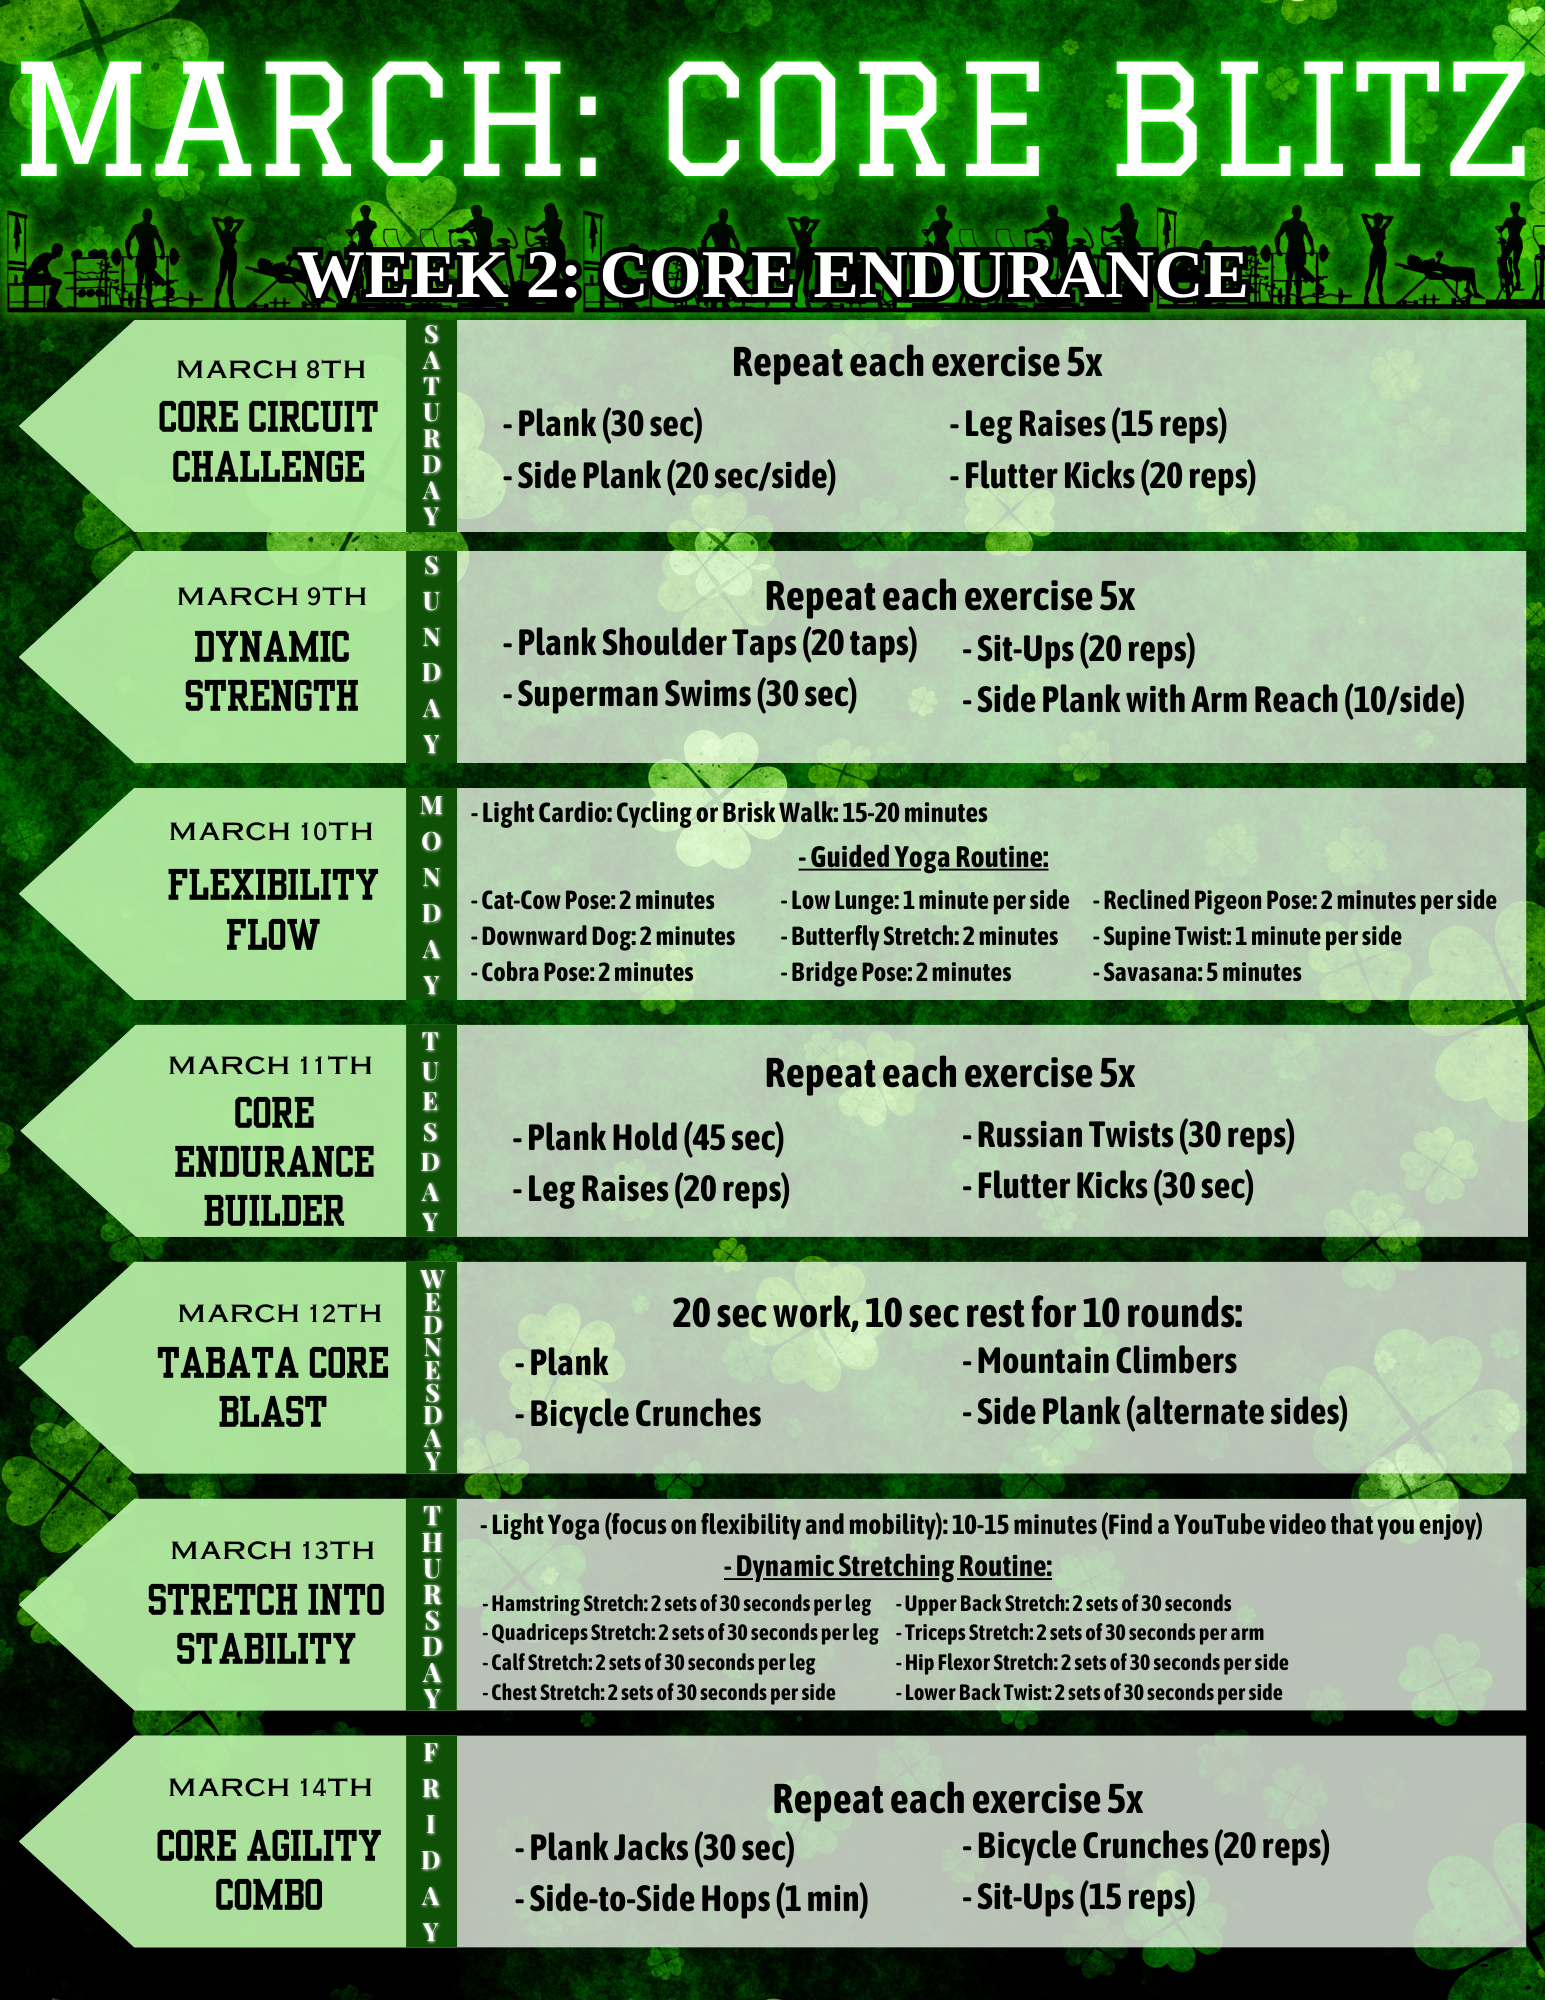 MARCH: CORE BLITZ
WEEK 2: CORE ENDURANCE
MARCH 8TH
CORE CIRCUIT
CHALLENGE
SATURDAY
Repeat each exercise 5x
- Plank (30 sec)
- Side Plank (20 sec/side)
- Leg Raises (15 reps)
- Flutter Kicks (20 reps)
MARCH 9TH
DYNAMIC
STRENGTH
SUNDAY
Repeat each exercise 5x
- Plank Shoulder Taps (20 taps)
- Superman Swims (30 sec)
- Sit-Ups (20 reps)
- Side Plank with Arm Reach (10/side)
MARCH 10TH
FLEXIBILITY
FLOW
MONDAY
- Light Cardio: Cycling or Brisk Walk: 15-20 minutes
- Guided Yoga Routine:
- Cat-Cow Pose: 2 minutes
- Downward Dog: 2 minutes
- Cobra Pose: 2 minutes
- Low Lunge: 1 minute per side
- Butterfly Stretch: 2 minutes
- Bridge Pose: 2 minutes
- Reclined Pigeon Pose: 2 minutes per side
- Supine Twist: 1 minute per side
- Savasana: 5 minutes
MARCH 11TH
CORE
ENDURANCE
BUILDER
TUESDAY
Repeat each exercise 5x
- Plank Hold (45 sec)
- Leg Raises (20 reps)
- Russian Twists (30 reps)
- Flutter Kicks (30 sec)
MARCH 12TH
TABATA CORE
BLAST
WEDNESDAY
20 sec work, 10 sec rest for 10 rounds:
- Plank
- Bicycle Crunches
- Mountain Climbers
- Side Plank (alternate sides)
MARCH 13TH
STRETCH INTO
STABILITY
THURSDAY
- Light Yoga (focus on flexibility and mobility): 10-15 minutes (Find a YouTube video that you enjoy)
- Dynamic Stretching Routine:
- Hamstring Stretch: 2 sets of 30 seconds per leg
- Quadriceps Stretch: 2 sets of 30 seconds per leg
- Calf Stretch: 2 sets of 30 seconds per leg
- Chest Stretch: 2 sets of 30 seconds per side
- Upper Back Stretch: 2 sets of 30 seconds
- Triceps Stretch: 2 sets of 30 seconds per arm
- Hip Flexor Stretch: 2 sets of 30 seconds per side
- Lower Back Twist: 2 sets of 30 seconds per side
MARCH 14TH
CORE AGILITY
COMBO
FRIDAY
Repeat each exercise 5x
- Plank Jacks (30 sec)
- Side-to-Side Hops (1 min)
- Bicycle Crunches (20 reps)
- Sit-Ups (15 reps)